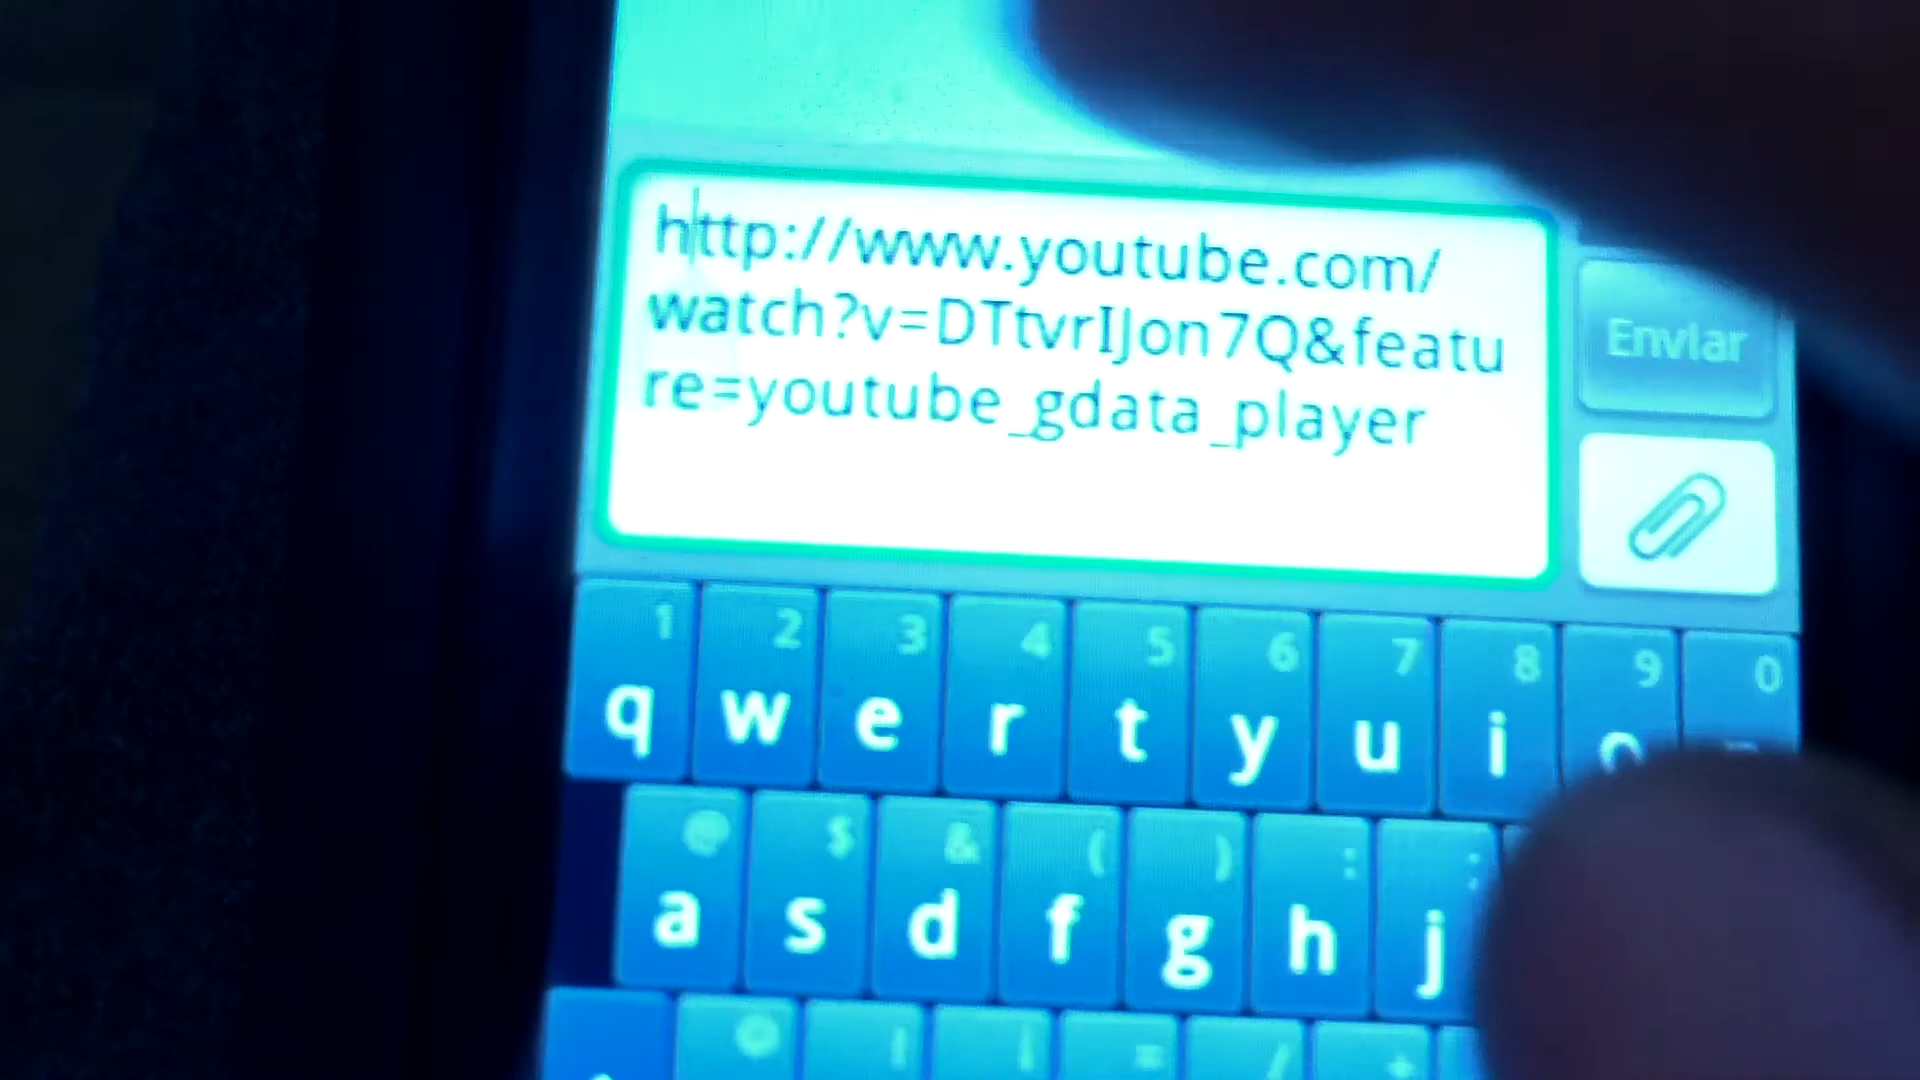 http://www.youtube.com/
watch?v=DTtvrIJon7Q&featu
re=youtube_gdata_player
Enviar
1 2 3 4 5 6 7 8 9 0
q w e r t y u i o
@ $ & ( ) : ;
a s d f g h j